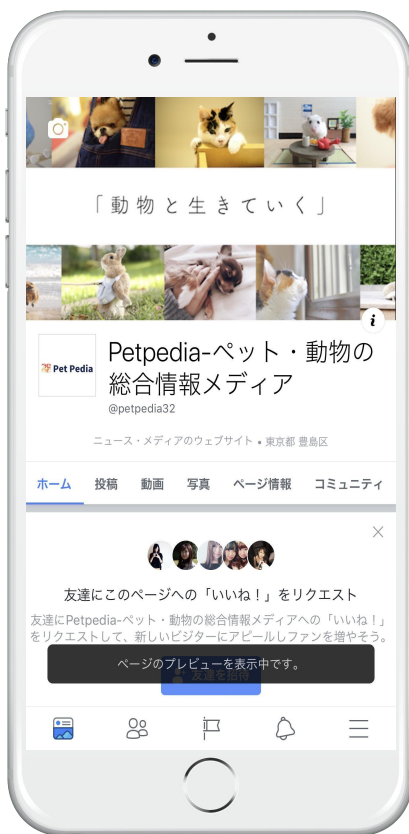 「動物と生きていく」
Pet Pedia
Petpedia-ペット・動物の
総合情報メディア
@petpedia32
ニュース・メディアのウェブサイト • 東京都 豊島区
ホーム 投稿 動画 写真 ページ情報 コミュニティ
友達にこのページへの「いいね！」をリクエスト
友達にPetpedia-ペット・動物の総合情報メディアへの「いいね！」
をリクエストして、新しいビジターにアピールしファンを増やそう。
ページのプレビューを表示中です。
友達を招待